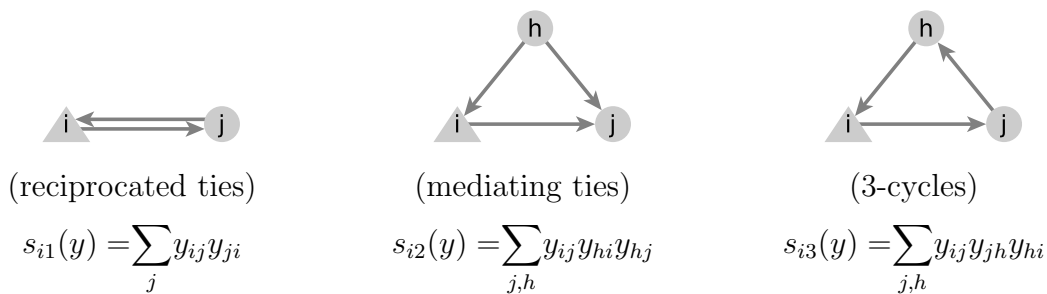 h
h
i
j
i
j
i
j
(reciprocated ties)
(mediating ties)
(3-cycles)
$s_{i1}(y) = \sum_{j} y_{ij} y_{ji}$
$s_{i2}(y) = \sum_{j,h} y_{ij} y_{hi} y_{hj}$
$s_{i3}(y) = \sum_{j,h} y_{ij} y_{jh} y_{hi}$